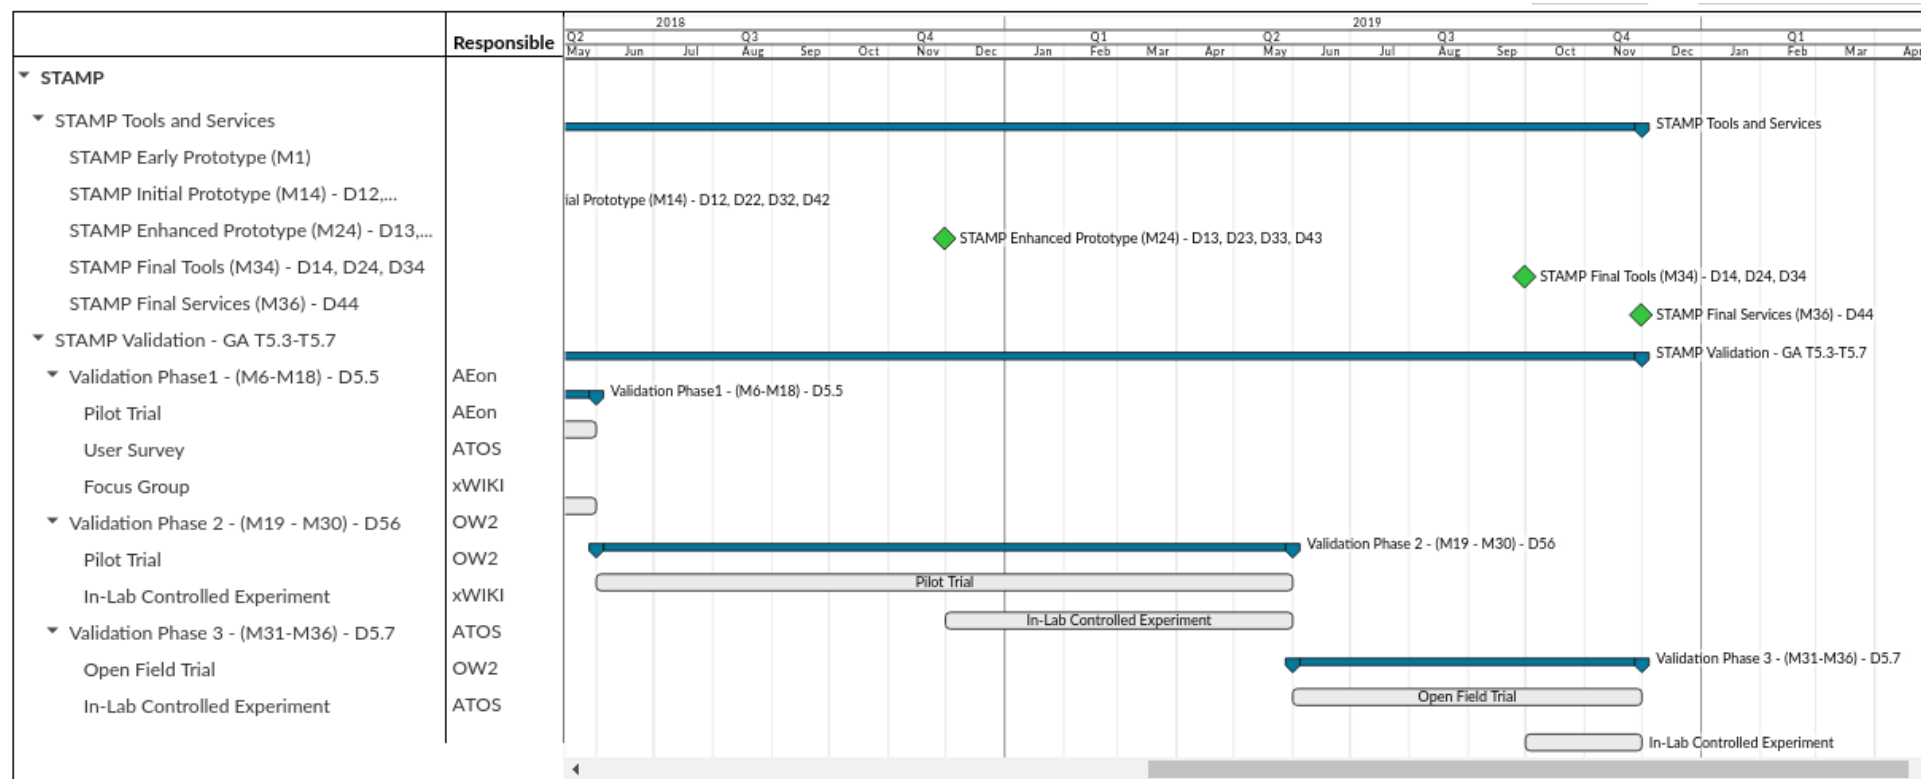 2018 2019
Responsible Q2 Q3 Q4 Q1 Q2 Q3 Q4 Q1
May Jun Jul Aug Sep Oct Nov Dec Jan Feb Mar Apr May Jun Jul Aug Sep Oct Nov Dec Jan Feb Mar Apr
STAMP
STAMP Tools and Services STAMP Tools and Services
STAMP Early Prototype (M1)
STAMP Initial Prototype (M14) - D12,... ial Prototype (M14) - D12, D22, D32, D42
STAMP Enhanced Prototype (M24) - D13,... STAMP Enhanced Prototype (M24) - D13, D23, D33, D43
STAMP Final Tools (M34) - D14, D24, D34 STAMP Final Tools (M34) - D14, D24, D34
STAMP Final Services (M36) - D44 STAMP Final Services (M36) - D44
STAMP Validation - GA T5.3-T5.7 STAMP Validation - GA T5.3-T5.7
Validation Phase1 - (M6-M18) - D5.5 AEon Validation Phase1 - (M6-M18) - D5.5
Pilot Trial AEon
User Survey ATOS
Focus Group xWIKI
Validation Phase 2 - (M19 - M30) - D56 OW2 Validation Phase 2 - (M19 - M30) - D56
Pilot Trial OW2 Pilot Trial
In-Lab Controlled Experiment xWIKI In-Lab Controlled Experiment
Validation Phase 3 - (M31-M36) - D5.7 ATOS Validation Phase 3 - (M31-M36) - D5.7
Open Field Trial OW2 Open Field Trial
In-Lab Controlled Experiment ATOS In-Lab Controlled Experiment